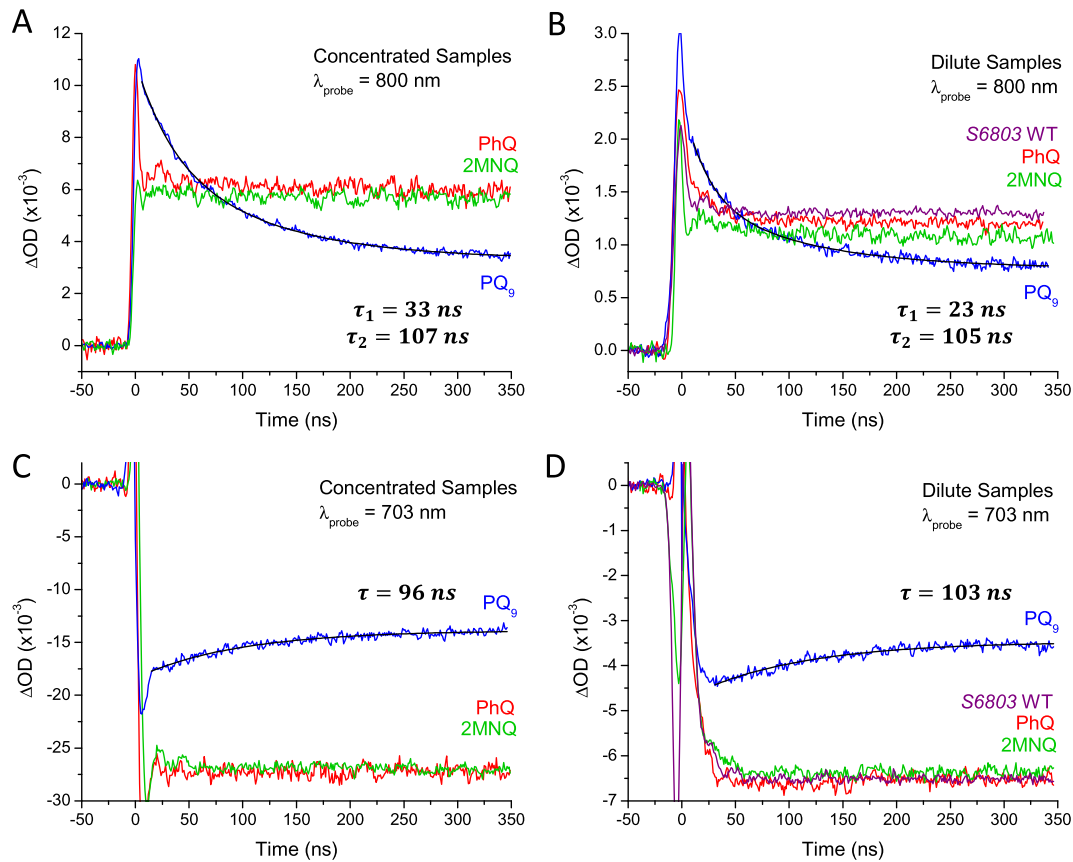 A
Concentrated Samples
λprobe = 800 nm
PhQ
2MNQ
PQ9
τ1 = 33 ns
τ2 = 107 ns
12
10
8
6
4
2
0
ΔOD (x10-3)
-50 0 50 100 150 200 250 300 350
Time (ns)
B
Dilute Samples
λprobe = 800 nm
S6803 WT
PhQ
2MNQ
PQ9
τ1 = 23 ns
τ2 = 105 ns
3.0
2.5
2.0
1.5
1.0
0.5
0.0
ΔOD (x10-3)
-50 0 50 100 150 200 250 300 350
Time (ns)
C
Concentrated Samples
λprobe = 703 nm
τ = 96 ns
PQ9
PhQ
2MNQ
0
-5
-10
-15
-20
-25
-30
ΔOD (x10-3)
-50 0 50 100 150 200 250 300 350
Time (ns)
D
Dilute Samples
λprobe = 703 nm
τ = 103 ns
PQ9
S6803 WT
PhQ
2MNQ
0
-1
-2
-3
-4
-5
-6
-7
ΔOD (x10-3)
-50 0 50 100 150 200 250 300 350
Time (ns)